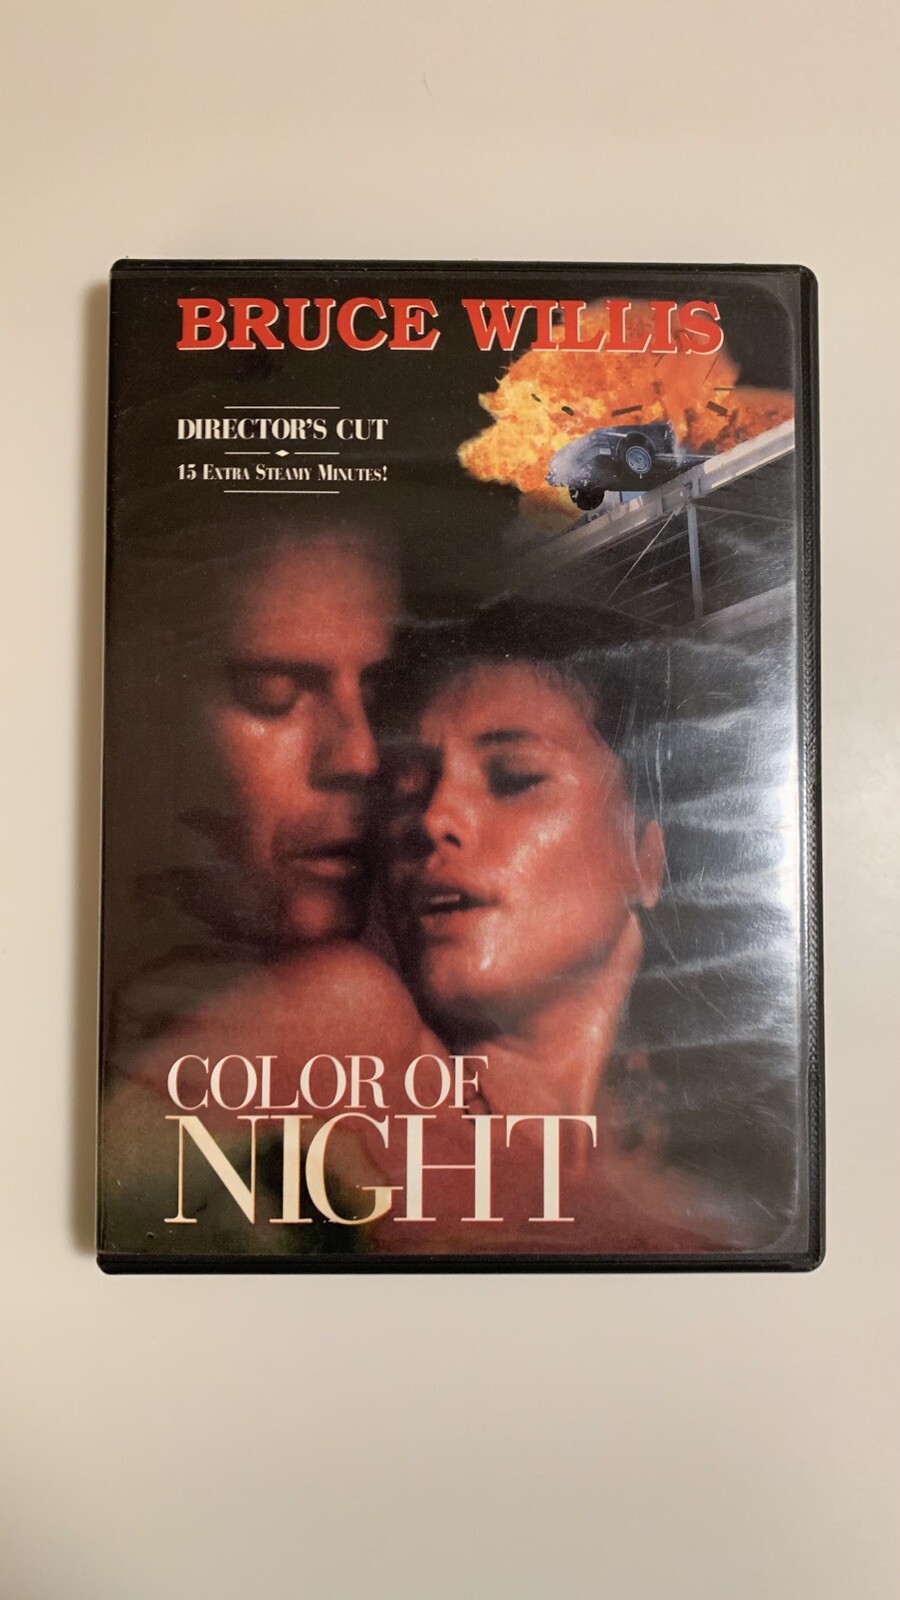 BRUCE WILLIS
DIRECTOR'S CUT
15 EXTRA STEAMY MINUTES!
COLOR OF
NIGHT